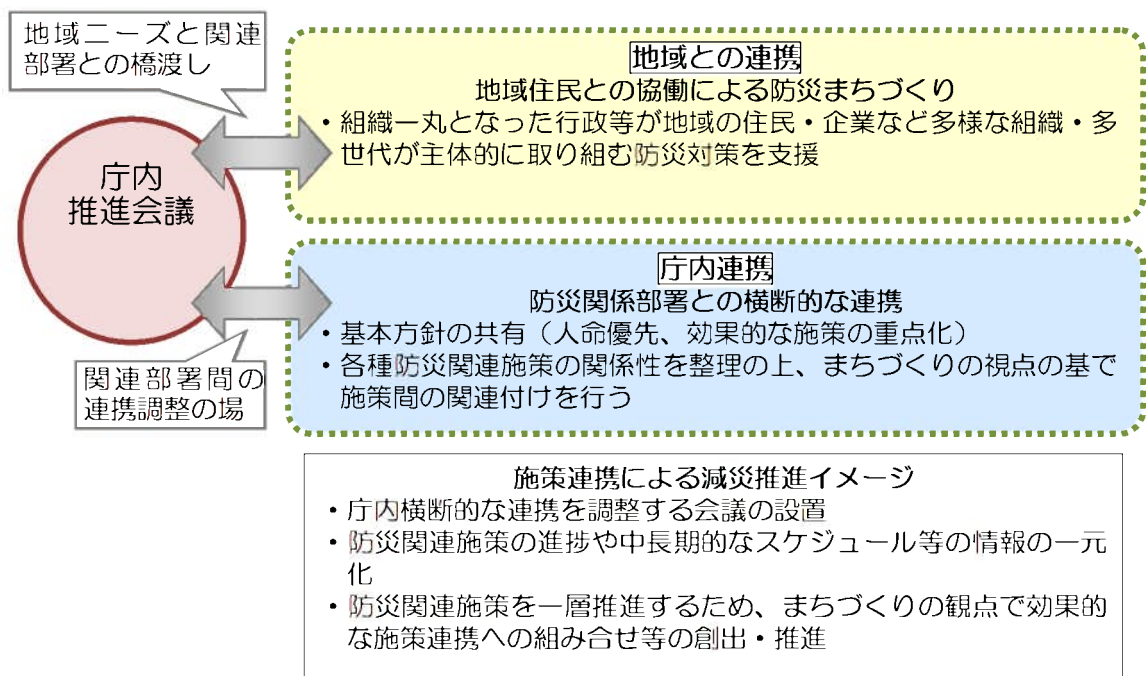 地域ニーズと関連
部署との橋渡し
庁内
推進会議
関連部署間の
連携調整の場
地域との連携
地域住民との協働による防災まちづくり
・組織一丸となった行政等が地域の住民・企業など多様な組織・多
世代が主体的に取り組む防災対策を支援
庁内連携
防災関係部署との横断的な連携
・基本方針の共有（人命優先、効果的な施策の重点化）
・各種防災関連施策の関係性を整理の上、まちづくりの視点の基で
施策間の関連付けを行う
施策連携による減災推進イメージ
・庁内横断的な連携を調整する会議の設置
・防災関連施策の進捗や中長期的なスケジュール等の情報の一元
化
・防災関連施策を一層推進するため、まちづくりの観点で効果的
な施策連携への組み合せ等の創出・推進